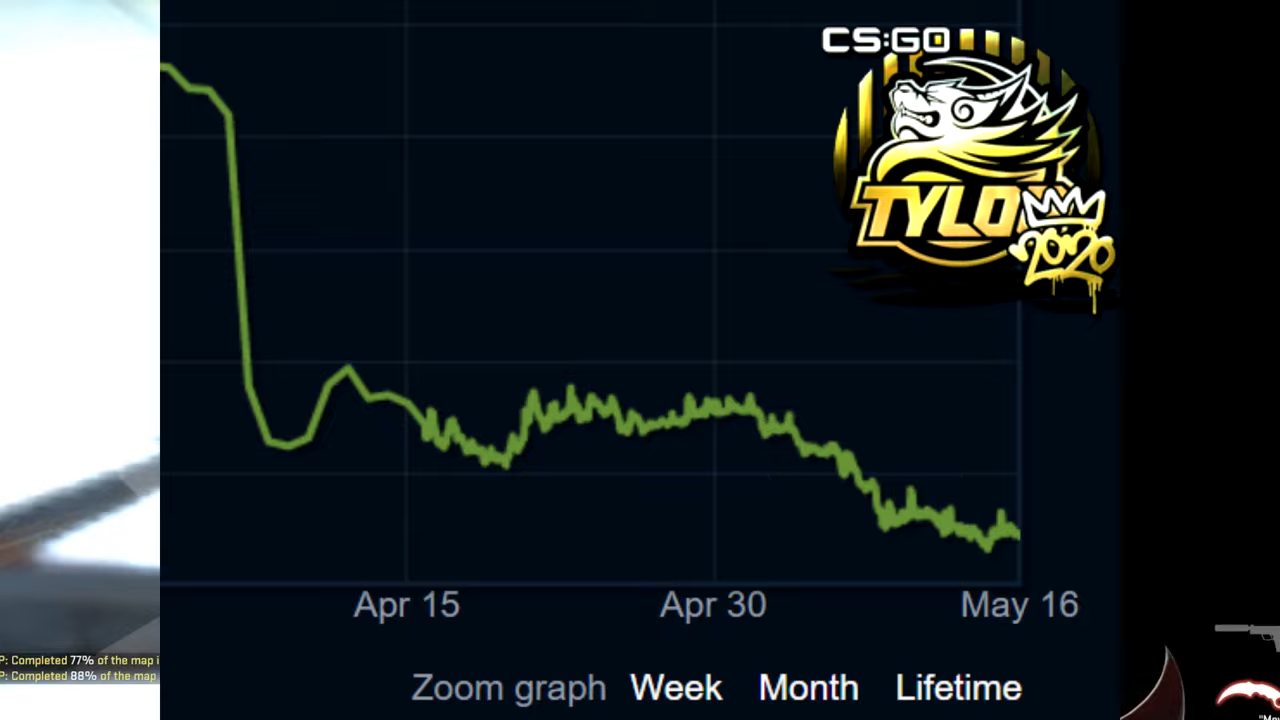 CS:GO
TYLO
2020
Apr 15 Apr 30 May 16
P: Completed 77% of the map i
P: Completed 88% of the map
Zoom graph Week Month Lifetime